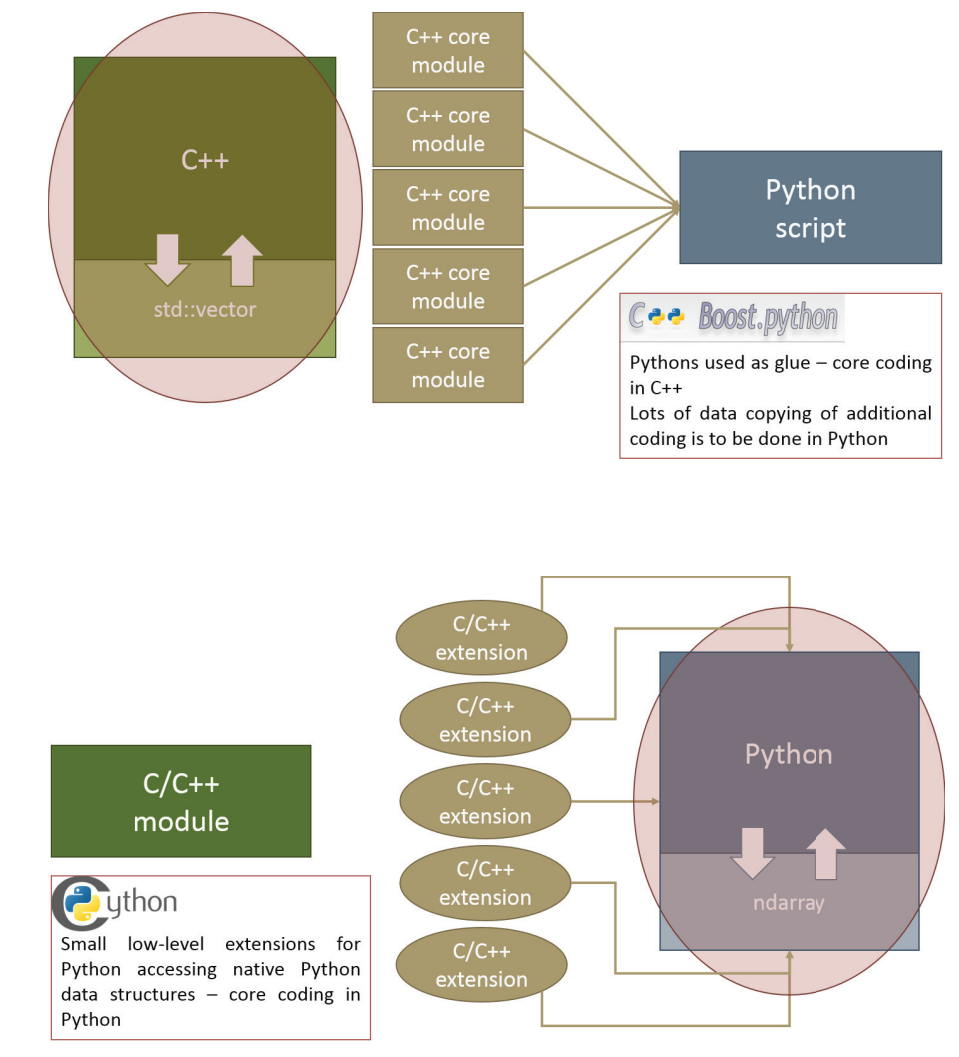 C++
std::vector
C++ core
module
C++ core
module
C++ core
module
C++ core
module
C++ core
module
Python
script
C++ Boost.python
Pythons used as glue – core coding
in C++
Lots of data copying of additional
coding is to be done in Python
C/C++
extension
C/C++
extension
C/C++
extension
C/C++
extension
C/C++
extension
Python
ndarray
C/C++
module
Cython
Small low-level extensions for
Python accessing native Python
data structures – core coding in
Python